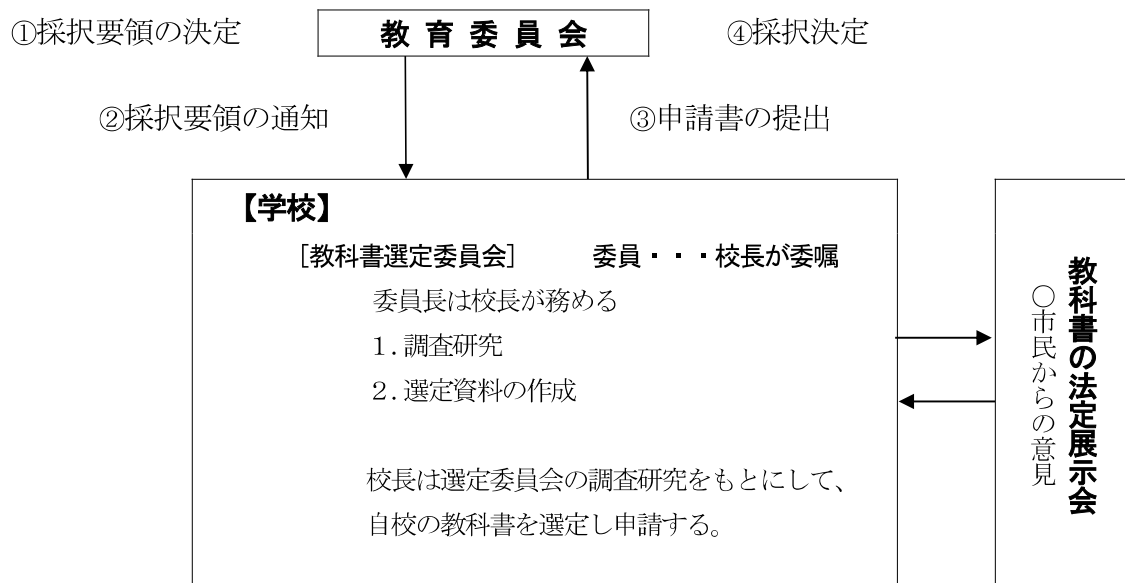 ①採択要領の決定
教育委員会
④採択決定
②採択要領の通知
③申請書の提出
【学校】
[教科書選定委員会] 委員・・・校長が委嘱
委員長は校長が務める
１．調査研究
２．選定資料の作成
校長は選定委員会の調査研究をもとにして、
自校の教科書を選定し申請する。
教科書の法定展示会
○市民からの意見